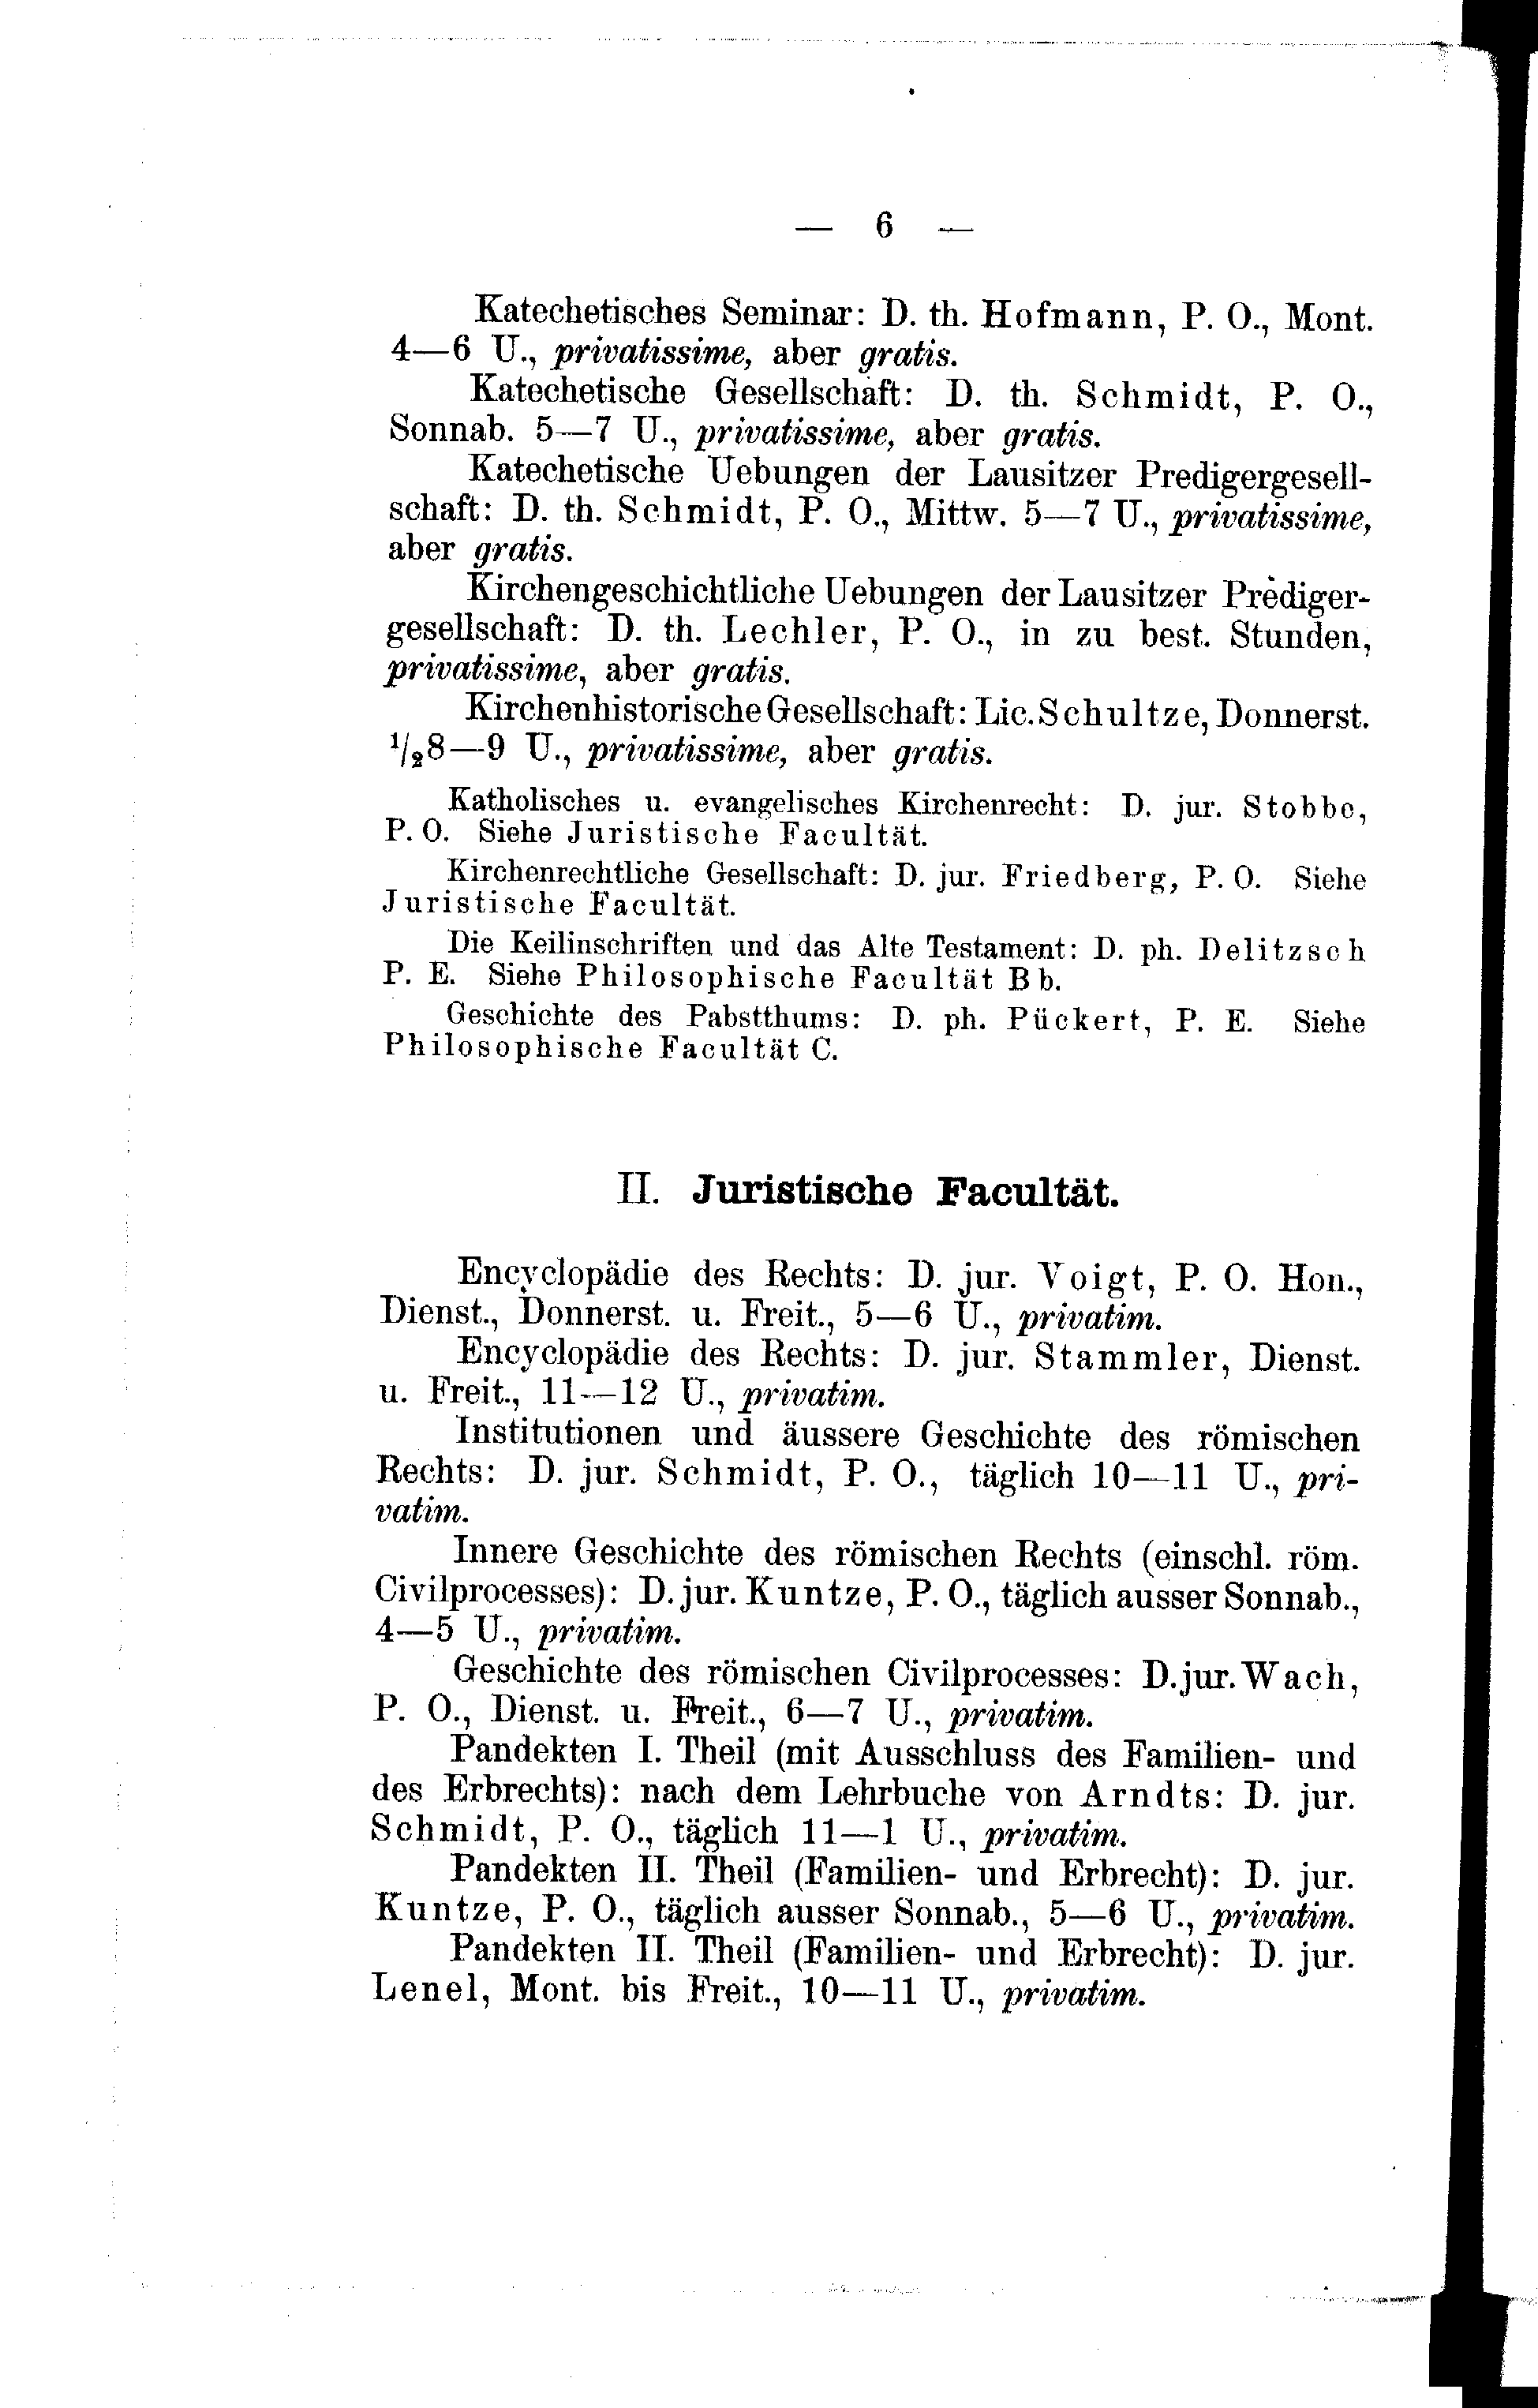 — 6 —
Katechetisches Seminar: D. th. Hofmann, P. O., Mont.
4—6 U., privatissime, aber gratis.
Katechetische Gesellschaft: D. th. Schmidt, P. O.,
Sonnab. 5—7 U., privatissime, aber gratis.
Katechetische Uebungen der Lausitzer Predigergesell-
schaft: D. th. Schmidt, P. O., Mittw. 5—7 U., privatissime,
aber gratis.
Kirchengeschichtliche Uebungen der Lausitzer Prediger-
gesellschaft: D. th. Lechler, P. O., in zu best. Stunden,
privatissime, aber gratis.
Kirchenhistorische Gesellschaft: Lic. Schultze, Donnerst.
1/28—9 U., privatissime, aber gratis.
Katholisches u. evangelisches Kirchenrecht: D. jur. Stobbe,
P. O. Siehe Juristische Facultät.
Kirchenrechtliche Gesellschaft: D. jur. Friedberg, P. O. Siehe
Juristische Facultät.
Die Keilinschriften und das Alte Testament: D. ph. Delitzsch
P. E. Siehe Philosophische Facultät B b.
Geschichte des Pabstthums: D. ph. Pückert, P. E. Siehe
Philosophische Facultät C.
II. Juristische Facultät.
Encyclopädie des Rechts: D. jur. Voigt, P. O. Hon.,
Dienst., Donnerst. u. Freit., 5—6 U., privatim.
Encyclopädie des Rechts: D. jur. Stammler, Dienst.
u. Freit., 11—12 U., privatim.
Institutionen und äussere Geschichte des römischen
Rechts: D. jur. Schmidt, P. O., täglich 10—11 U., pri-
vatim.
Innere Geschichte des römischen Rechts (einschl. röm.
Civilprocesses): D. jur. Kuntze, P. O., täglich ausser Sonnab.,
4—5 U., privatim.
Geschichte des römischen Civilprocesses: D. jur. Wach,
P. O., Dienst. u. Freit., 6—7 U., privatim.
Pandekten I. Theil (mit Ausschluss des Familien- und
des Erbrechts): nach dem Lehrbuche von Arndts: D. jur.
Schmidt, P. O., täglich 11—1 U., privatim.
Pandekten II. Theil (Familien- und Erbrecht): D. jur.
Kuntze, P. O., täglich ausser Sonnab., 5—6 U., privatim.
Pandekten II. Theil (Familien- und Erbrecht): D. jur.
Lenel, Mont. bis Freit., 10—11 U., privatim.